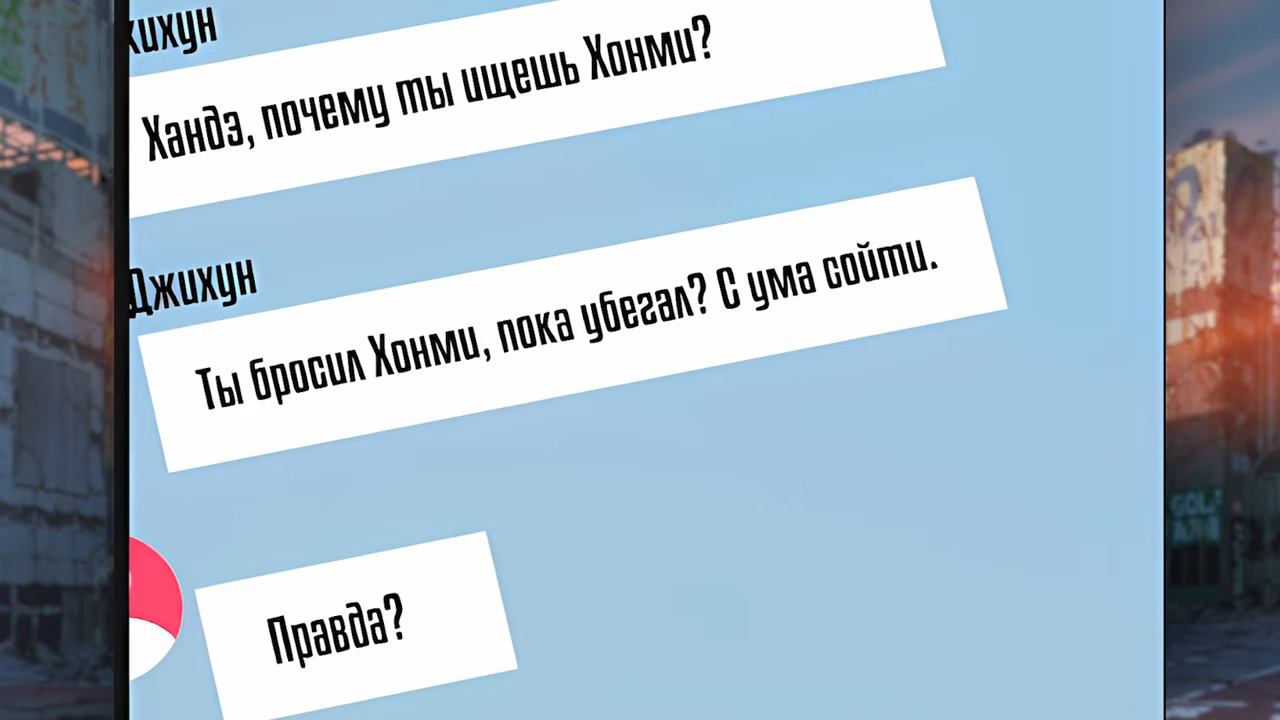 Хандэ, почему ты ищешь Хонми?
Джихун
Ты бросил Хонми, пока убегал? С ума сойти.
Правда?